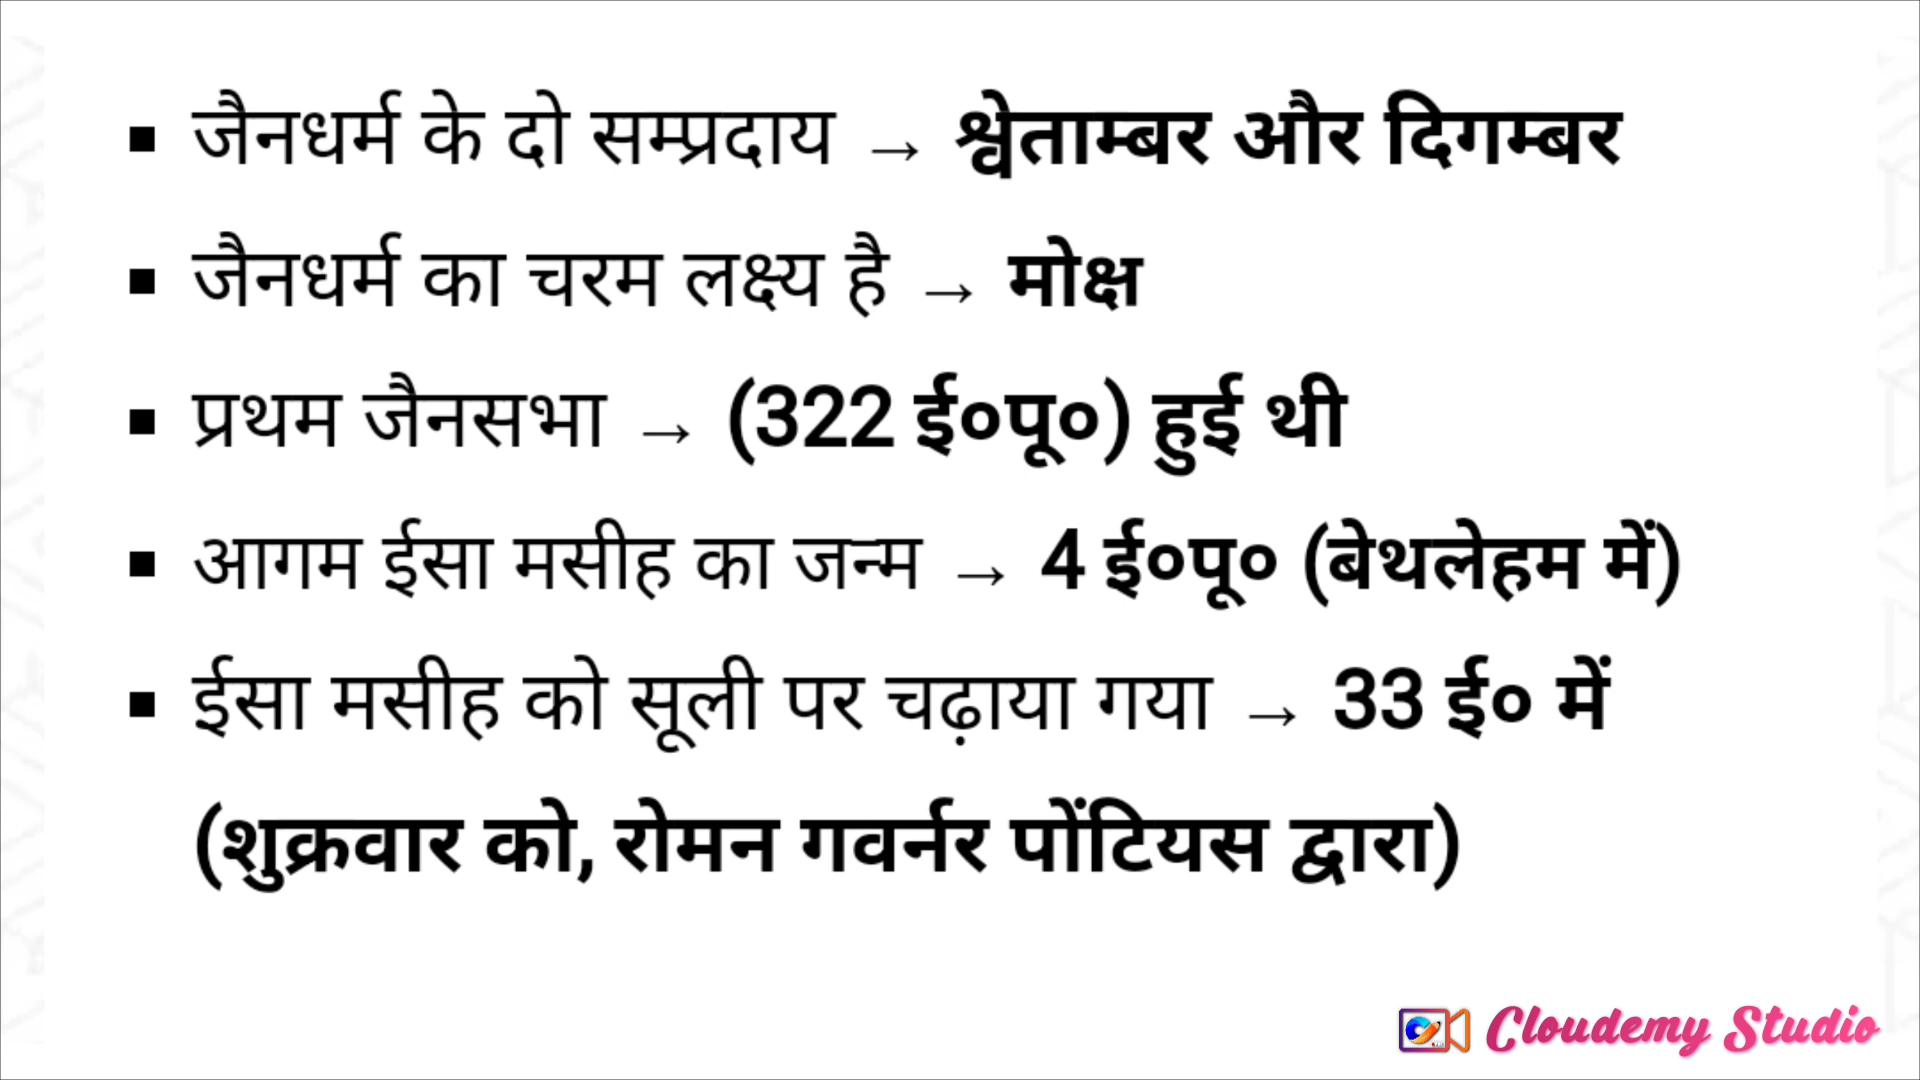 ▪ जैनधर्म के दो सम्प्रदाय → श्वेताम्बर और दिगम्बर
▪ जैनधर्म का चरम लक्ष्य है → मोक्ष
▪ प्रथम जैनसभा → (322 ई०पू०) हुई थी
▪ आगम ईसा मसीह का जन्म → 4 ई०पू० (बेथलेहम में)
▪ ईसा मसीह को सूली पर चढ़ाया गया → 33 ई० में
(शुक्रवार को, रोमन गवर्नर पोंटियस द्वारा)
Cloudemy Studio